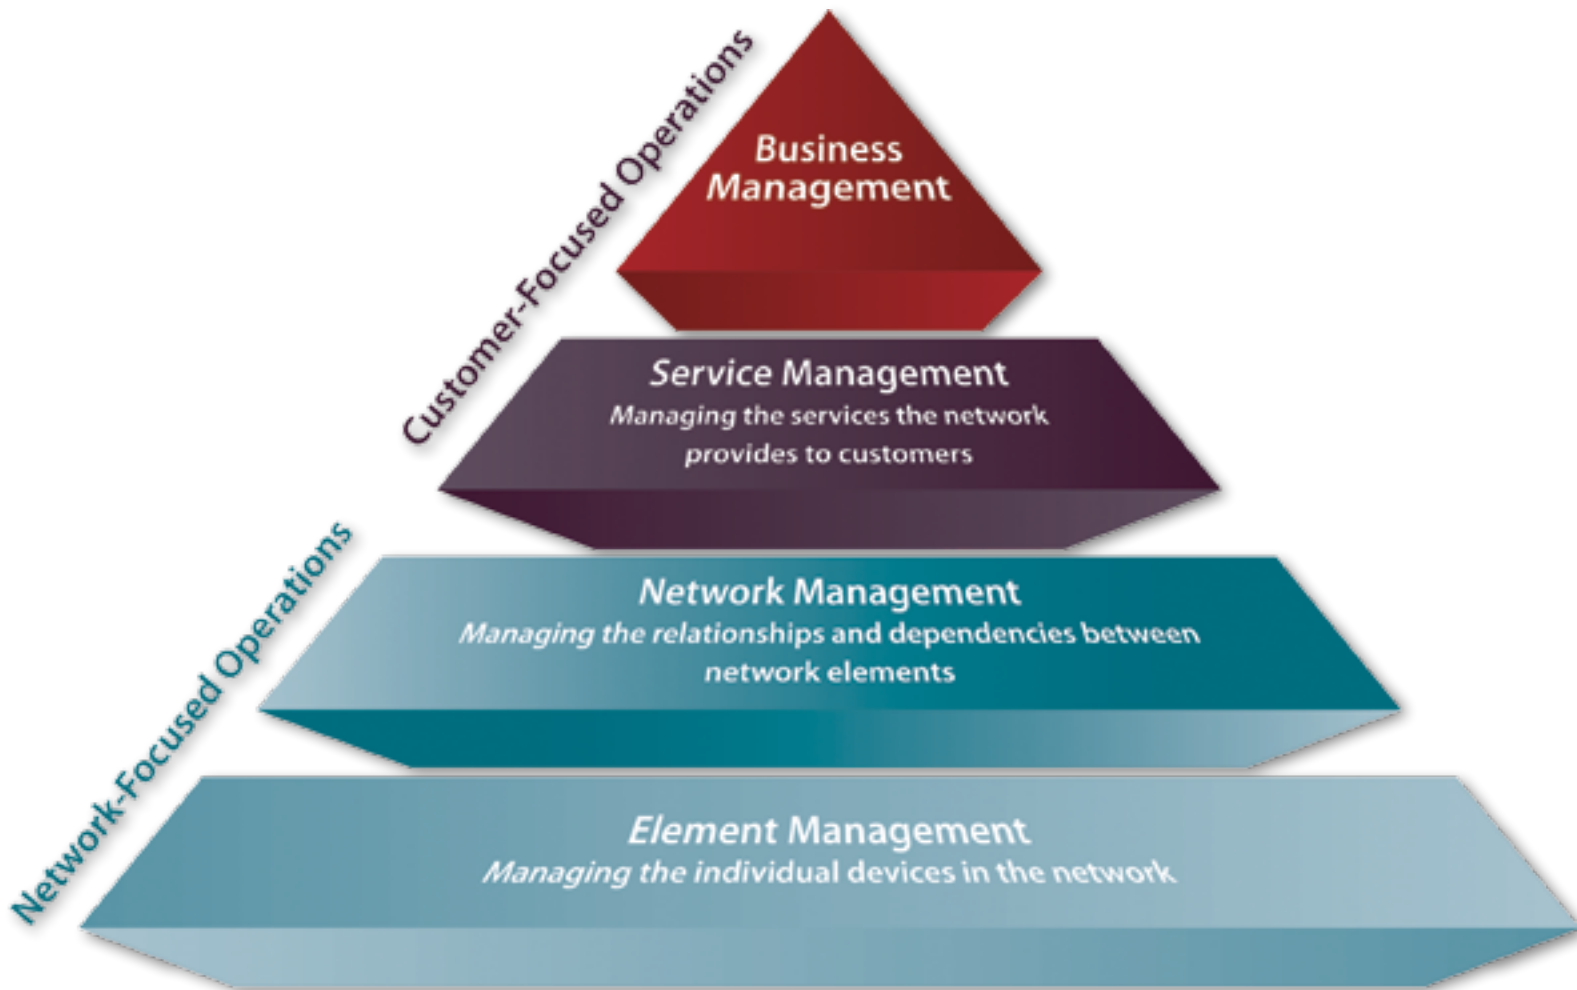 Customer-Focused Operations
Business
Management
Service Management
Managing the services the network
provides to customers
Network-Focused Operations
Network Management
Managing the relationships and dependencies between
network elements
Element Management
Managing the individual devices in the network